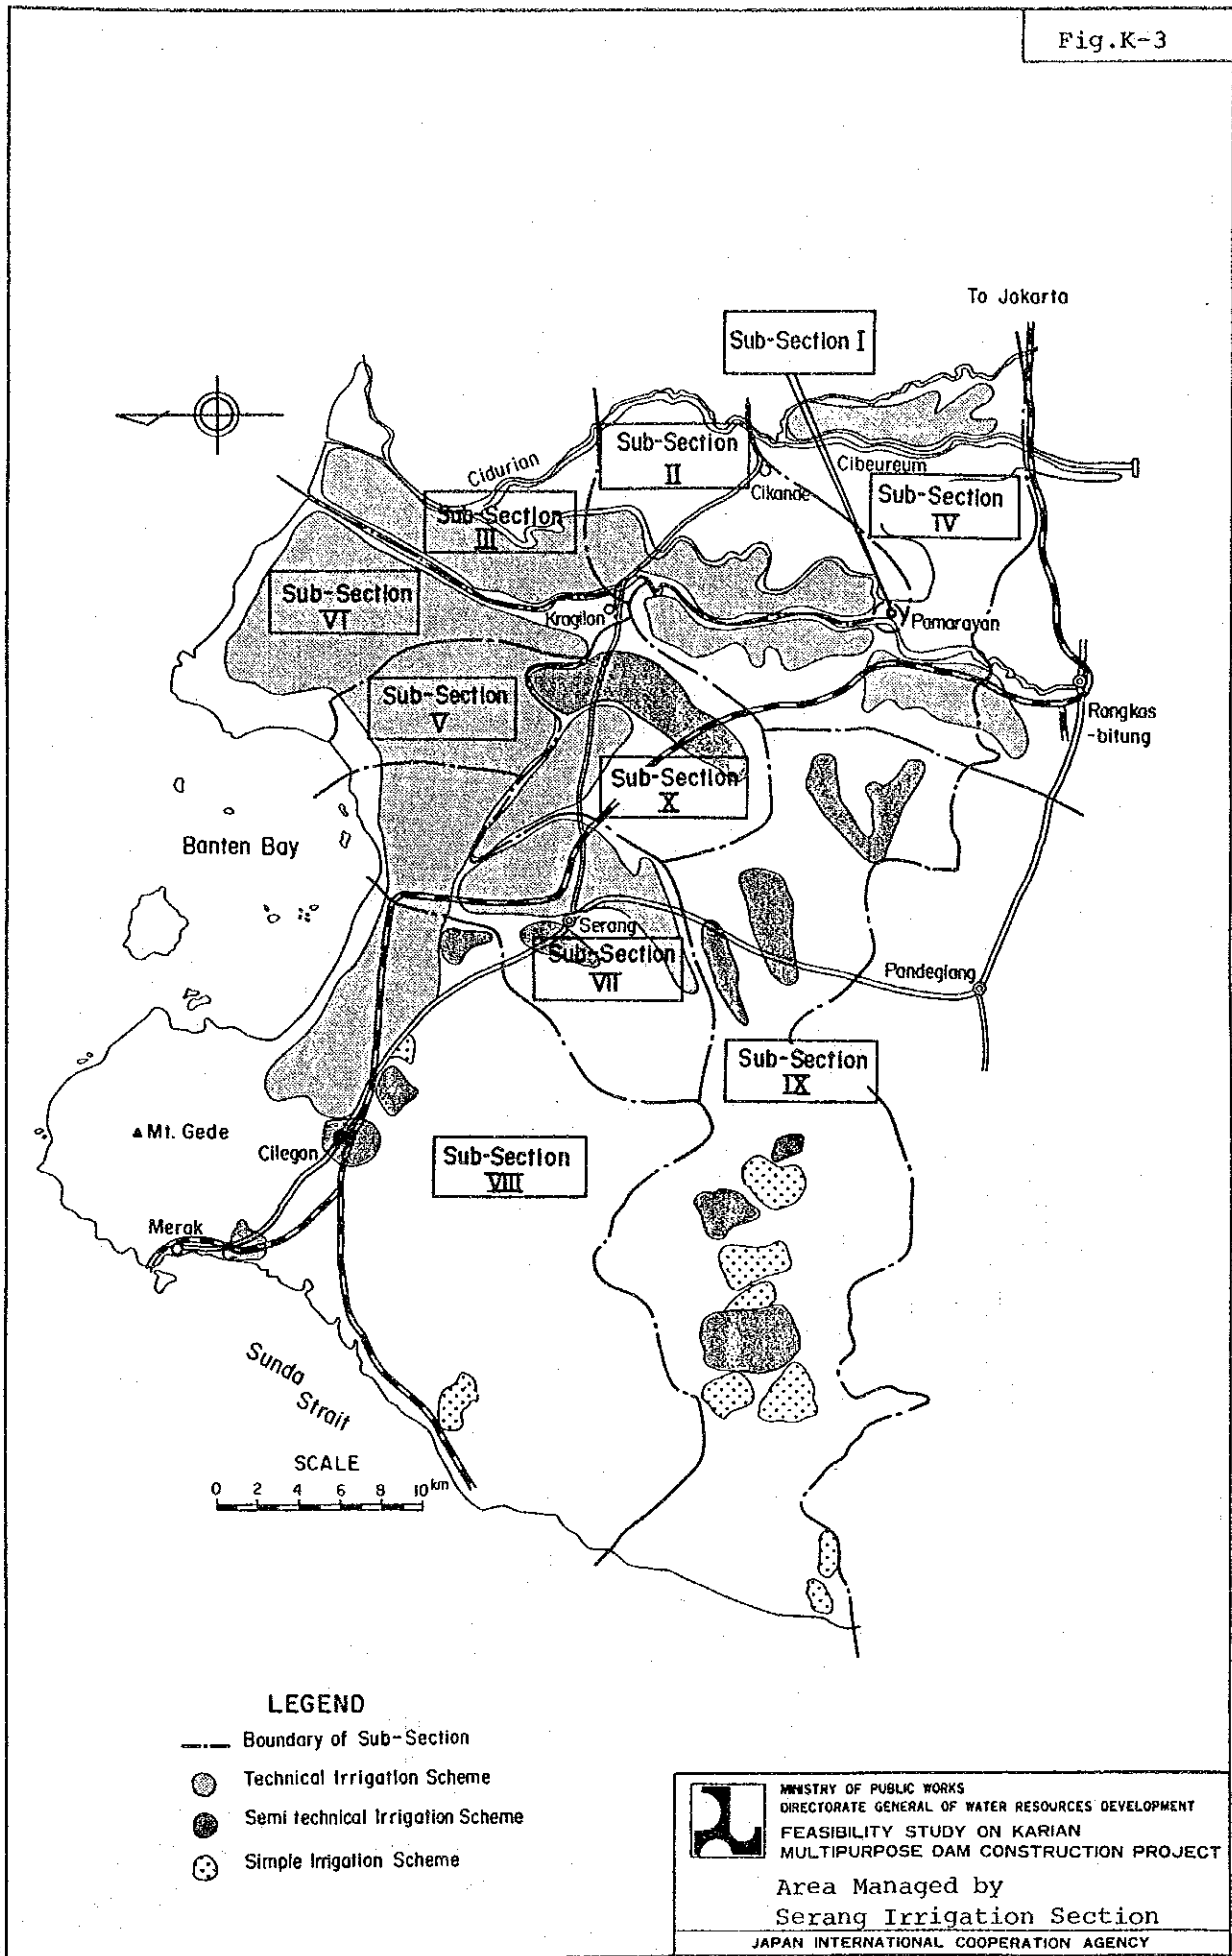 Fig.K-3
To Jakarta
Sub-Section I
Sub-Section
II
Cidurian
Cikande
Cibeureum
Sub-Section
IV
Sub-Section
III
Sub-Section
VI
Kragilan
Pamarayan
Sub-Section
V
Rangkas
-bitung
Sub-Section
X
Banten Bay
Serang
Sub-Section
VII
Pandeglang
Sub-Section
IX
Mt. Gede
Cilegon
Sub-Section
VIII
Merak
Sunda
Strait
SCALE
0 2 4 6 8 10 km
LEGEND
Boundary of Sub-Section
Technical Irrigation Scheme
Semi technical Irrigation Scheme
Simple Irrigation Scheme
MINISTRY OF PUBLIC WORKS
DIRECTORATE GENERAL OF WATER RESOURCES DEVELOPMENT
FEASIBILITY STUDY ON KARIAN
MULTIPURPOSE DAM CONSTRUCTION PROJECT
Area Managed by
Serang Irrigation Section
JAPAN INTERNATIONAL COOPERATION AGENCY